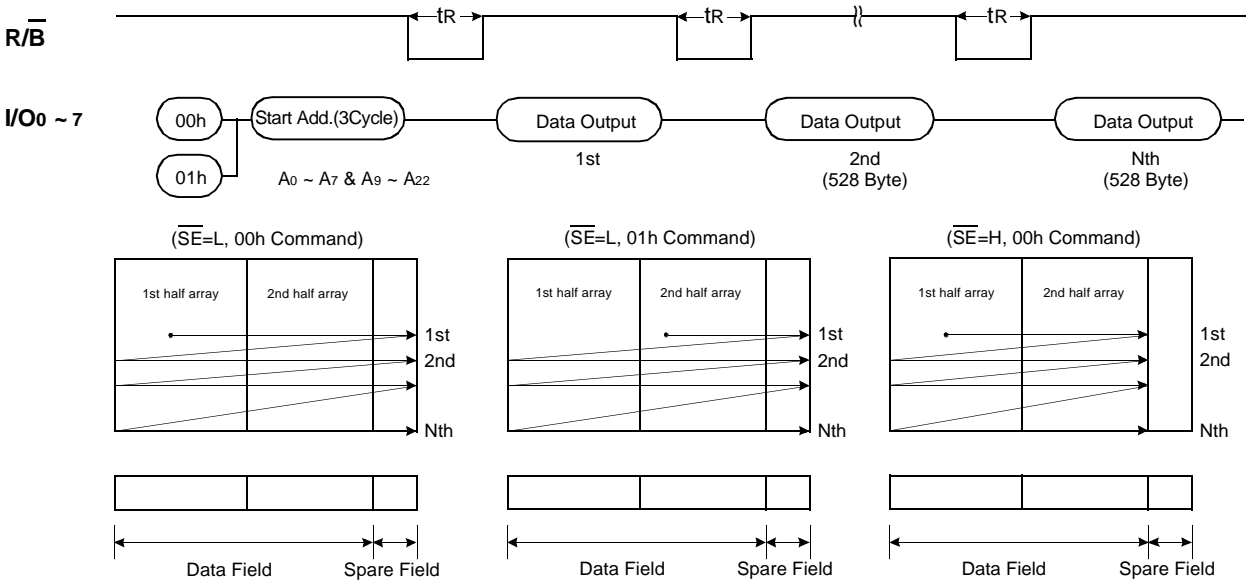 R/B
tR tR tR
I/O0 ~ 7
00h Start Add.(3Cycle) Data Output Data Output Data Output
01h
A0 ~ A7 & A9 ~ A22
1st 2nd Nth
(528 Byte) (528 Byte)
(SE=L, 00h Command) (SE=L, 01h Command) (SE=H, 00h Command)
1st half array 2nd half array 1st half array 2nd half array 1st half array 2nd half array
1st 1st 1st
2nd 2nd 2nd
Nth Nth Nth
Data Field Spare Field Data Field Spare Field Data Field Spare Field